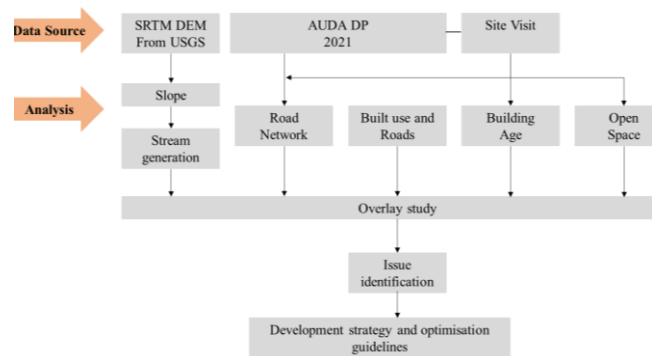 Data Source
SRTM DEM
From USGS
AUDA DP
2021
Site Visit
Analysis
Slope
Stream
generation
Road
Network
Built use and
Roads
Building
Age
Open
Space
Overlay study
Issue
identification
Development strategy and optimisation
guidelines